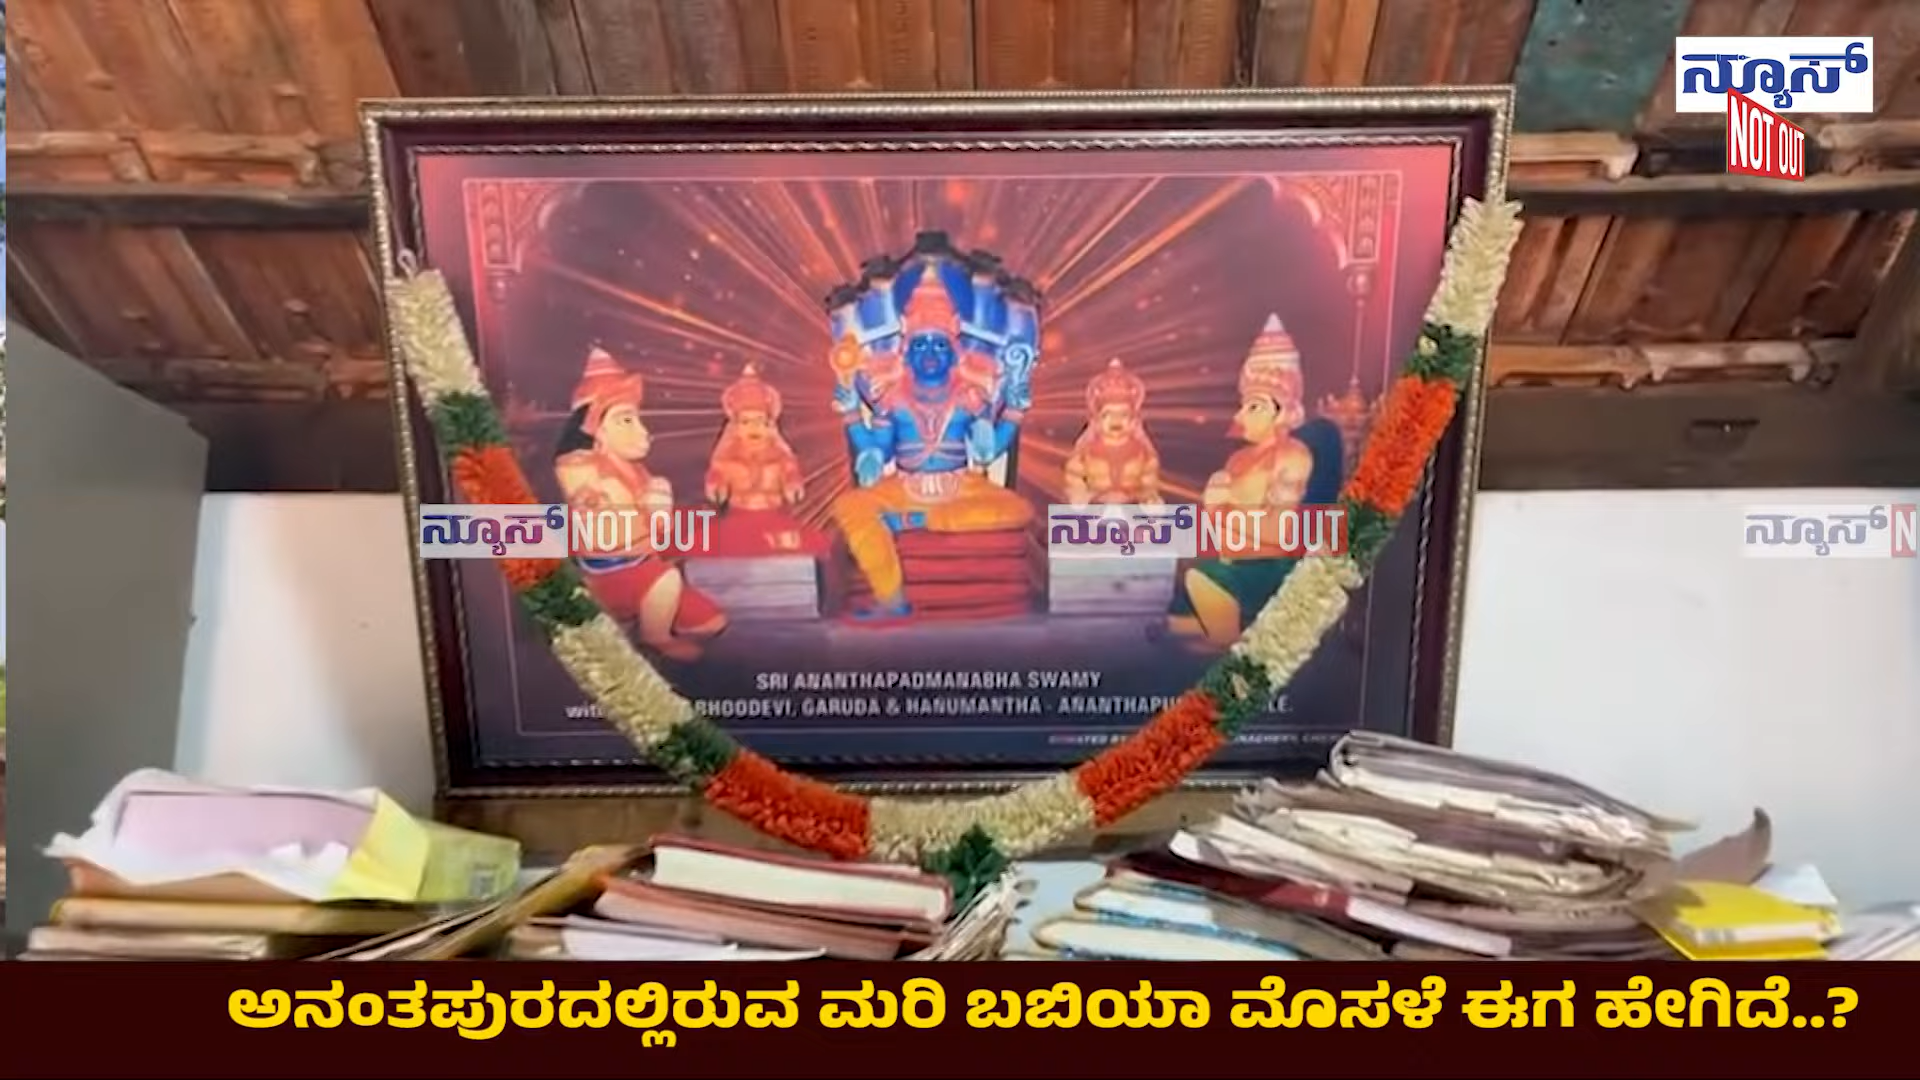 ನ್ಯೂಸ್
NOT OUT
ನ್ಯೂಸ್ NOT OUT
ನ್ಯೂಸ್ NOT OUT
ನ್ಯೂಸ್ N
SRI ANANTHAPADMANABHA SWAMY
BHOODEVI, GARUDA & HANUMANTHA -
ಅನಂತಪುರದಲ್ಲಿರುವ ಮರಿ ಬಬಿಯಾ ಮೊಸಳೆ ಈಗ ಹೇಗಿದೆ..?